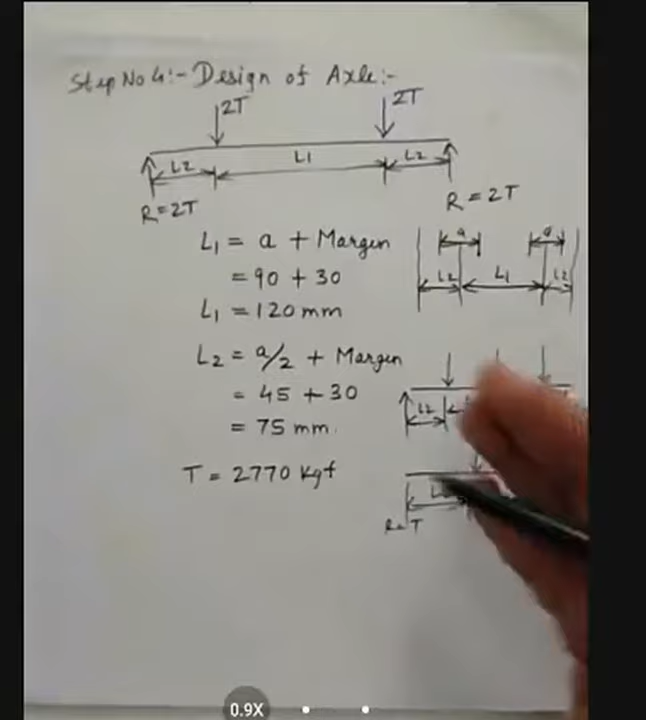 Step No 4:- Design of Axle:-
2T 2T
L2 L1 L2
R=2T R=2T
L1 = a + Margin
= 90 + 30
L1 = 120 mm
a a
L2 L1 L2
L2 = a/2 + Margin
= 45 + 30
= 75 mm.
L2
T = 2770 Kgf
R=T
0.9X